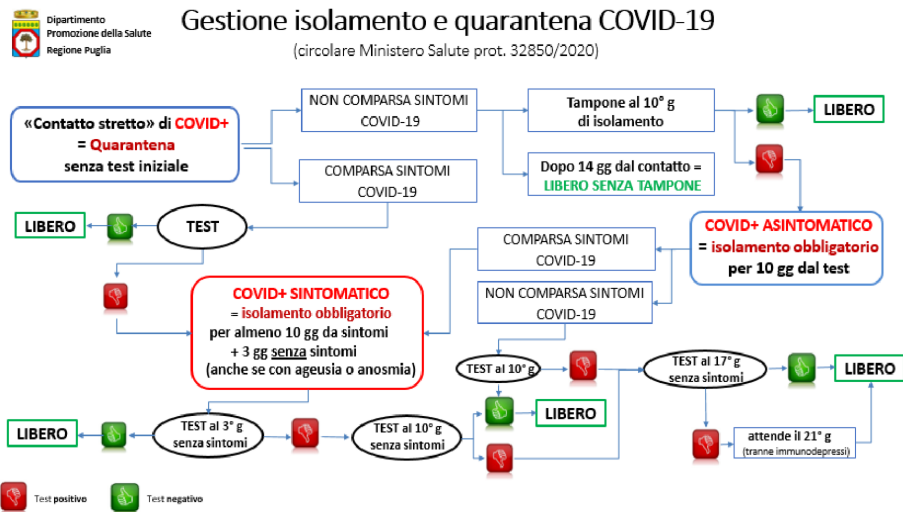 Dipartimento
Promozione della Salute
Regione Puglia
Gestione isolamento e quarantena COVID-19
(circolare Ministero Salute prot. 32850/2020)
«Contatto stretto» di COVID+
= Quarantena
senza test iniziale
NON COMPARSA SINTOMI
COVID-19
Tampone al 10° g
di isolamento
LIBERO
COMPARSA SINTOMI
COVID-19
Dopo 14 gg dal contatto =
LIBERO SENZA TAMPONE
LIBERO
TEST
COVID+ ASINTOMATICO
= isolamento obbligatorio
per 10 gg dal test
COMPARSA SINTOMI
COVID-19
COVID+ SINTOMATICO
= isolamento obbligatorio
per almeno 10 gg da sintomi
+ 3 gg senza sintomi
(anche se con ageusia o anosmia)
NON COMPARSA SINTOMI
COVID-19
TEST al 10° g
TEST al 17° g
senza sintomi
LIBERO
LIBERO
TEST al 3° g
senza sintomi
TEST al 10° g
senza sintomi
LIBERO
attende il 21° g
(tranne immunodepressi)
Test positivo
Test negativo